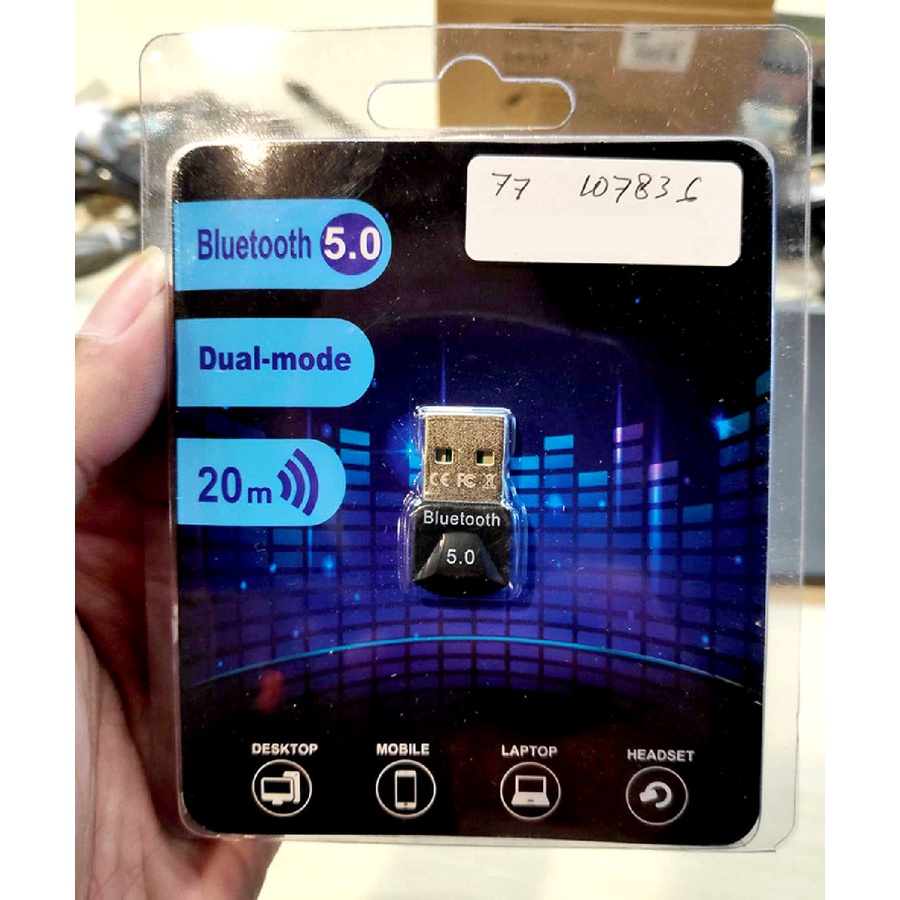 77 107836
Bluetooth 5.0
Dual-mode
20m
CE FC
Bluetooth
5.0
DESKTOP MOBILE LAPTOP HEADSET